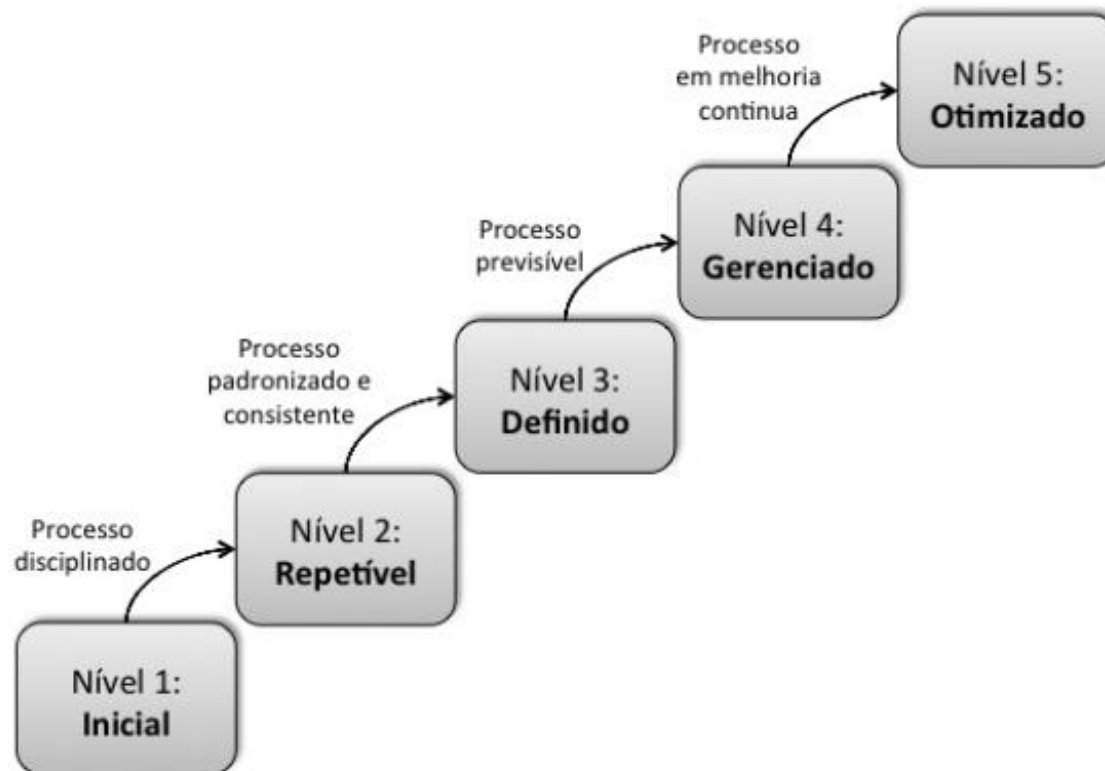 Processo
em melhoria
continua
Nível 5:
Otimizado
Processo
previsível
Nível 4:
Gerenciado
Processo
padronizado e
consistente
Nível 3:
Definido
Processo
disciplinado
Nível 2:
Repetível
Nível 1:
Inicial